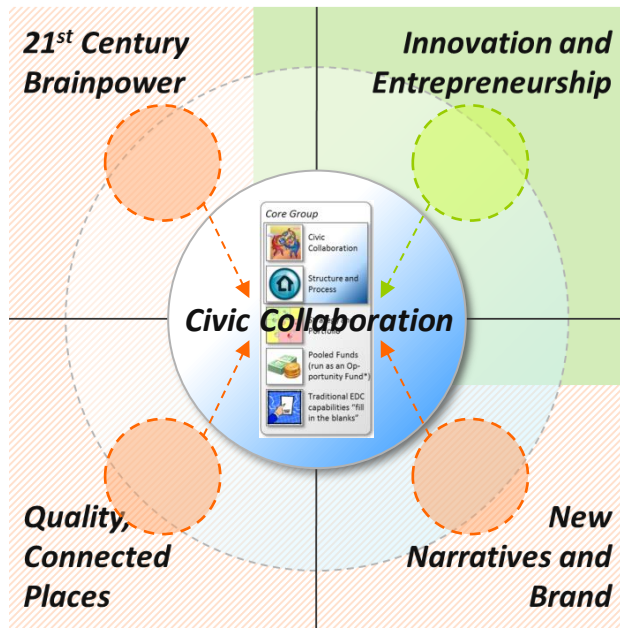 21st Century
Brainpower
Innovation and
Entrepreneurship
Core Group
Civic
Collaboration
Structure and
Process
Civic Collaboration
Portfolio
Pooled Funds
(run as an Op-
portunity Fund*)
Traditional EDC
capabilities "fill
in the blanks"
Quality,
Connected
Places
New
Narratives and
Brand